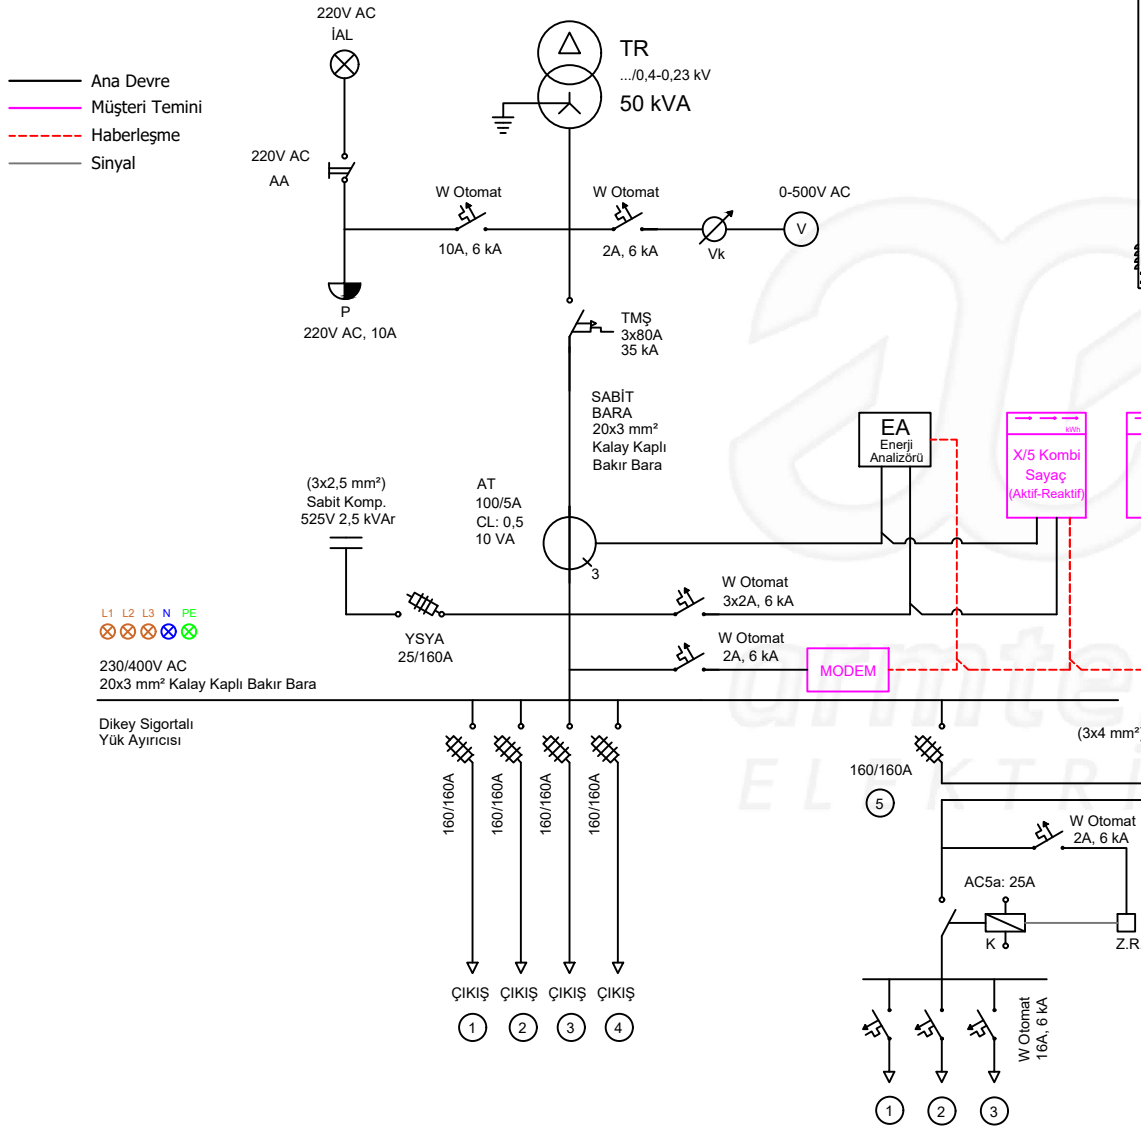 220V AC
İAL
TR
.../0,4-0,23 kV
50 kVA
Ana Devre
Müşteri Temini
Haberleşme
Sinyal
220V AC
AA
W Otomat
10A, 6 kA
W Otomat
2A, 6 kA
0-500V AC
V
Vk
P
220V AC, 10A
TMŞ
3x80A
35 kA
SABİT
BARA
20x3 mm²
Kalay Kaplı
Bakır Bara
EA
Enerji
Analizörü
kWh
X/5 Kombi
Sayaç
(Aktif-Reaktif)
(3x2,5 mm²)
Sabit Komp.
525V 2,5 kVAr
AT
100/5A
CL: 0,5
10 VA
3
W Otomat
3x2A, 6 kA
YSYA
25/160A
W Otomat
2A, 6 kA
MODEM
L1 L2 L3 N PE
230/400V AC
20x3 mm² Kalay Kaplı Bakır Bara
Dikey Sigortalı
Yük Ayırıcısı
160/160A
160/160A
160/160A
160/160A
(3x4 mm²)
160/160A
5
W Otomat
2A, 6 kA
AC5a: 25A
K
Z.R
ÇIKIŞ ÇIKIŞ ÇIKIŞ ÇIKIŞ
1 2 3 4
W Otomat
16A, 6 kA
1 2 3
armte
ELEKTRİ